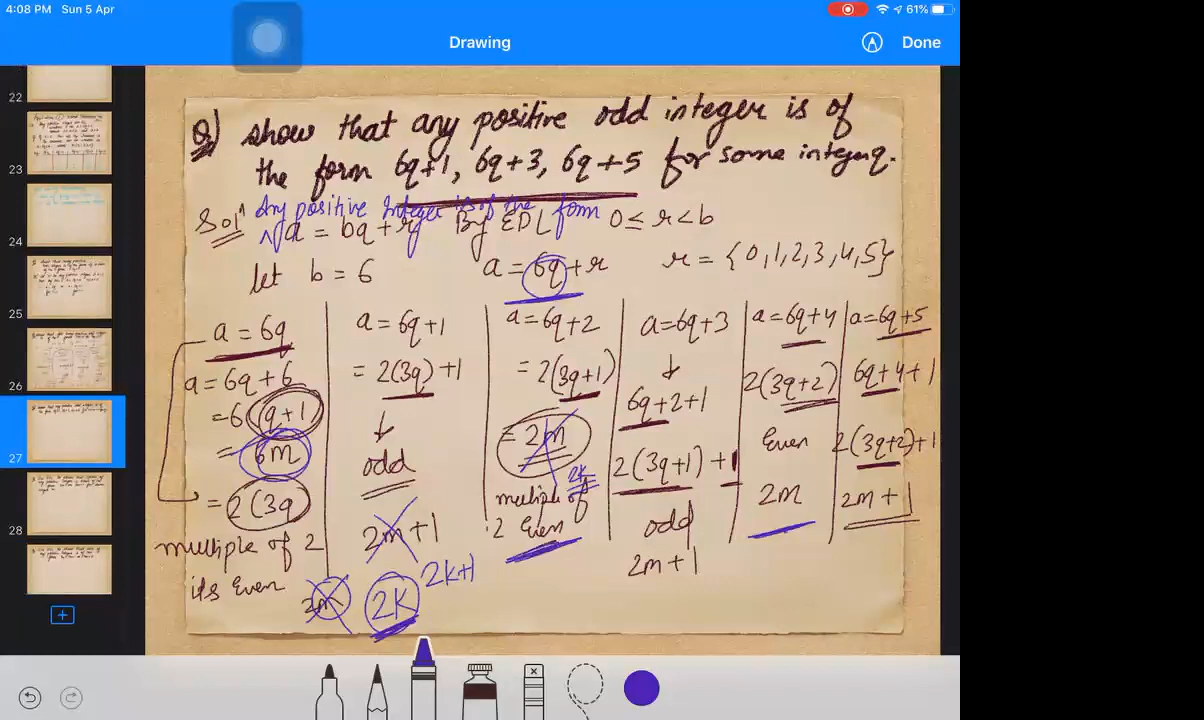 4:08 PM Sun 5 Apr
61%
Drawing
Done
22
23
24
25
26
27
28
Q) Show that any positive odd integer is of
the form 6q+1, 6q+3, 6q+5 for some integer q.
Any positive Integer is of the form
Solⁿ ^ a = bq + r, By EDL 0 ≤ r < b
let b = 6 a = 6q + r r = {0,1,2,3,4,5}
a = 6q
a = 6q + 6
= 6(q+1)
= 6m
= 2(3q)
multiple of 2
its Even
2m
2K
2K+1
a = 6q+1
= 2(3q) +1
↓
odd
2m+1
a = 6q+2
= 2(3q+1)
= 2m
2K
multiple of
2 Even
a = 6q+3
↓
6q+2+1
2(3q+1) +1
odd
2m+1
a = 6q+4
2(3q+2)
Even
2m
a = 6q+5
6q+4+1
2(3q+2)+1
2m+1